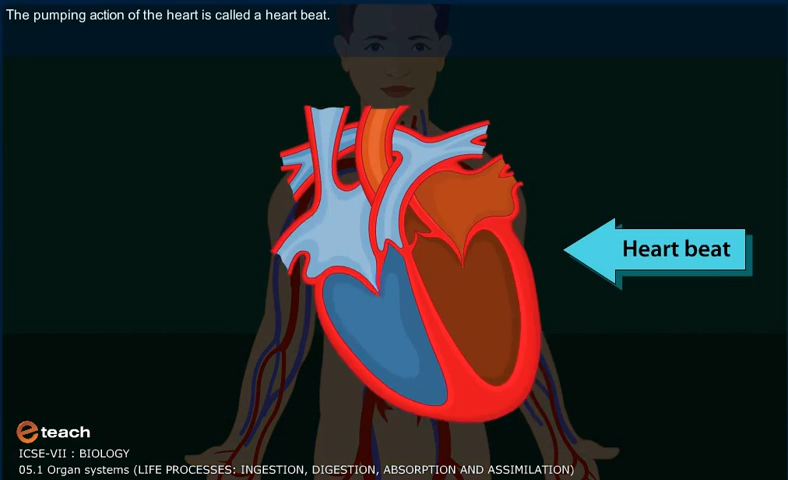 The pumping action of the heart is called a heart beat.
Heart beat
e teach
ICSE-VII : BIOLOGY
05.1 Organ systems (LIFE PROCESSES: INGESTION, DIGESTION, ABSORPTION AND ASSIMILATION)